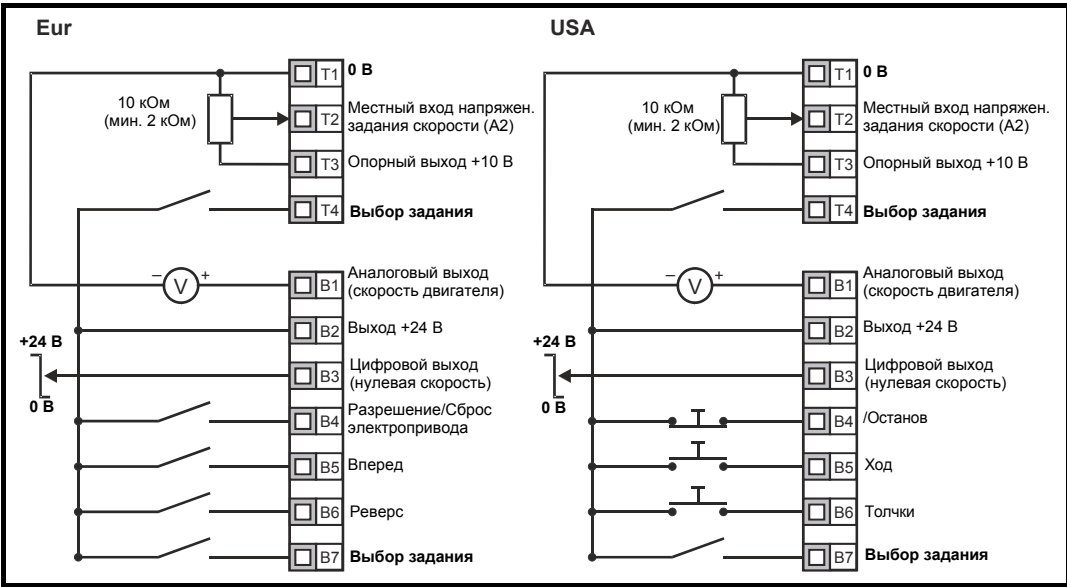 Eur
T1 0 В
10 кОм
(мин. 2 кОм)
T2 Местный вход напряжен.
задания скорости (A2)
T3 Опорный выход +10 В
T4 Выбор задания
– V +
B1 Аналоговый выход
(скорость двигателя)
B2 Выход +24 В
+24 В
0 В
B3 Цифровой выход
(нулевая скорость)
B4 Разрешение/Сброс
электропривода
B5 Вперед
B6 Реверс
B7 Выбор задания
USA
T1 0 В
10 кОм
(мин. 2 кОм)
T2 Местный вход напряжен.
задания скорости (A2)
T3 Опорный выход +10 В
T4 Выбор задания
– V +
B1 Аналоговый выход
(скорость двигателя)
B2 Выход +24 В
+24 В
0 В
B3 Цифровой выход
(нулевая скорость)
B4 /Останов
B5 Ход
B6 Толчки
B7 Выбор задания